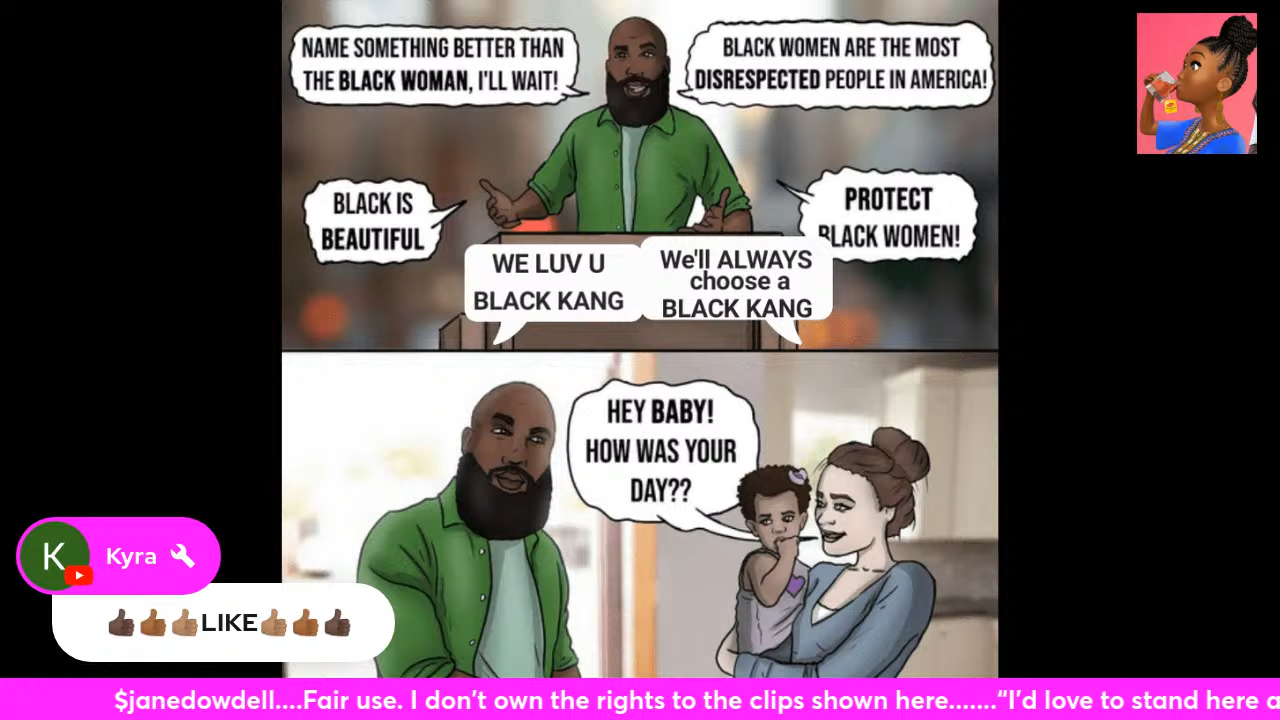 NAME SOMETHING BETTER THAN
THE BLACK WOMAN, I'LL WAIT!
BLACK WOMEN ARE THE MOST
DISRESPECTED PEOPLE IN AMERICA!
BLACK IS
BEAUTIFUL
PROTECT
BLACK WOMEN!
WE LUV U
BLACK KANG
We'll ALWAYS
choose a
BLACK KANG
HEY BABY!
HOW WAS YOUR
DAY??
K
Kyra
👍🏿👍🏾👍🏽LIKE👍🏽👍🏾👍🏿
$janedowdell....Fair use. I don't own the rights to the clips shown here.......“I'd love to stand here a